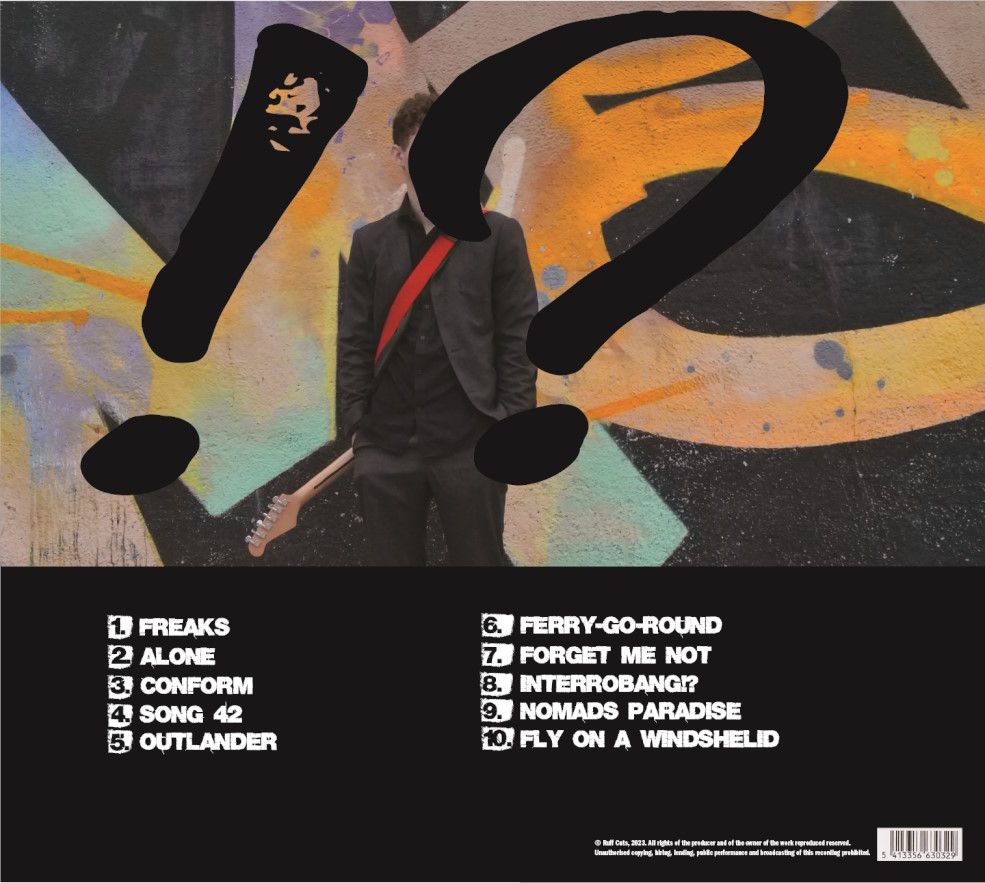 !?
1. FREAKS
2 ALONE
3. CONFORM
4. SONG 42
5. OUTLANDER
6. FERRY-GO-ROUND
7. FORGET ME NOT
8. INTERROBANG!?
9. NOMADS PARADISE
10. FLY ON A WINDSHELID
© Ruff Cuts, 2023. All rights of the producer and of the owner of the work reproduced reserved.
Unauthorised copying, hiring, lending, public performance and broadcasting of this recording prohibited.
5 413356 630329